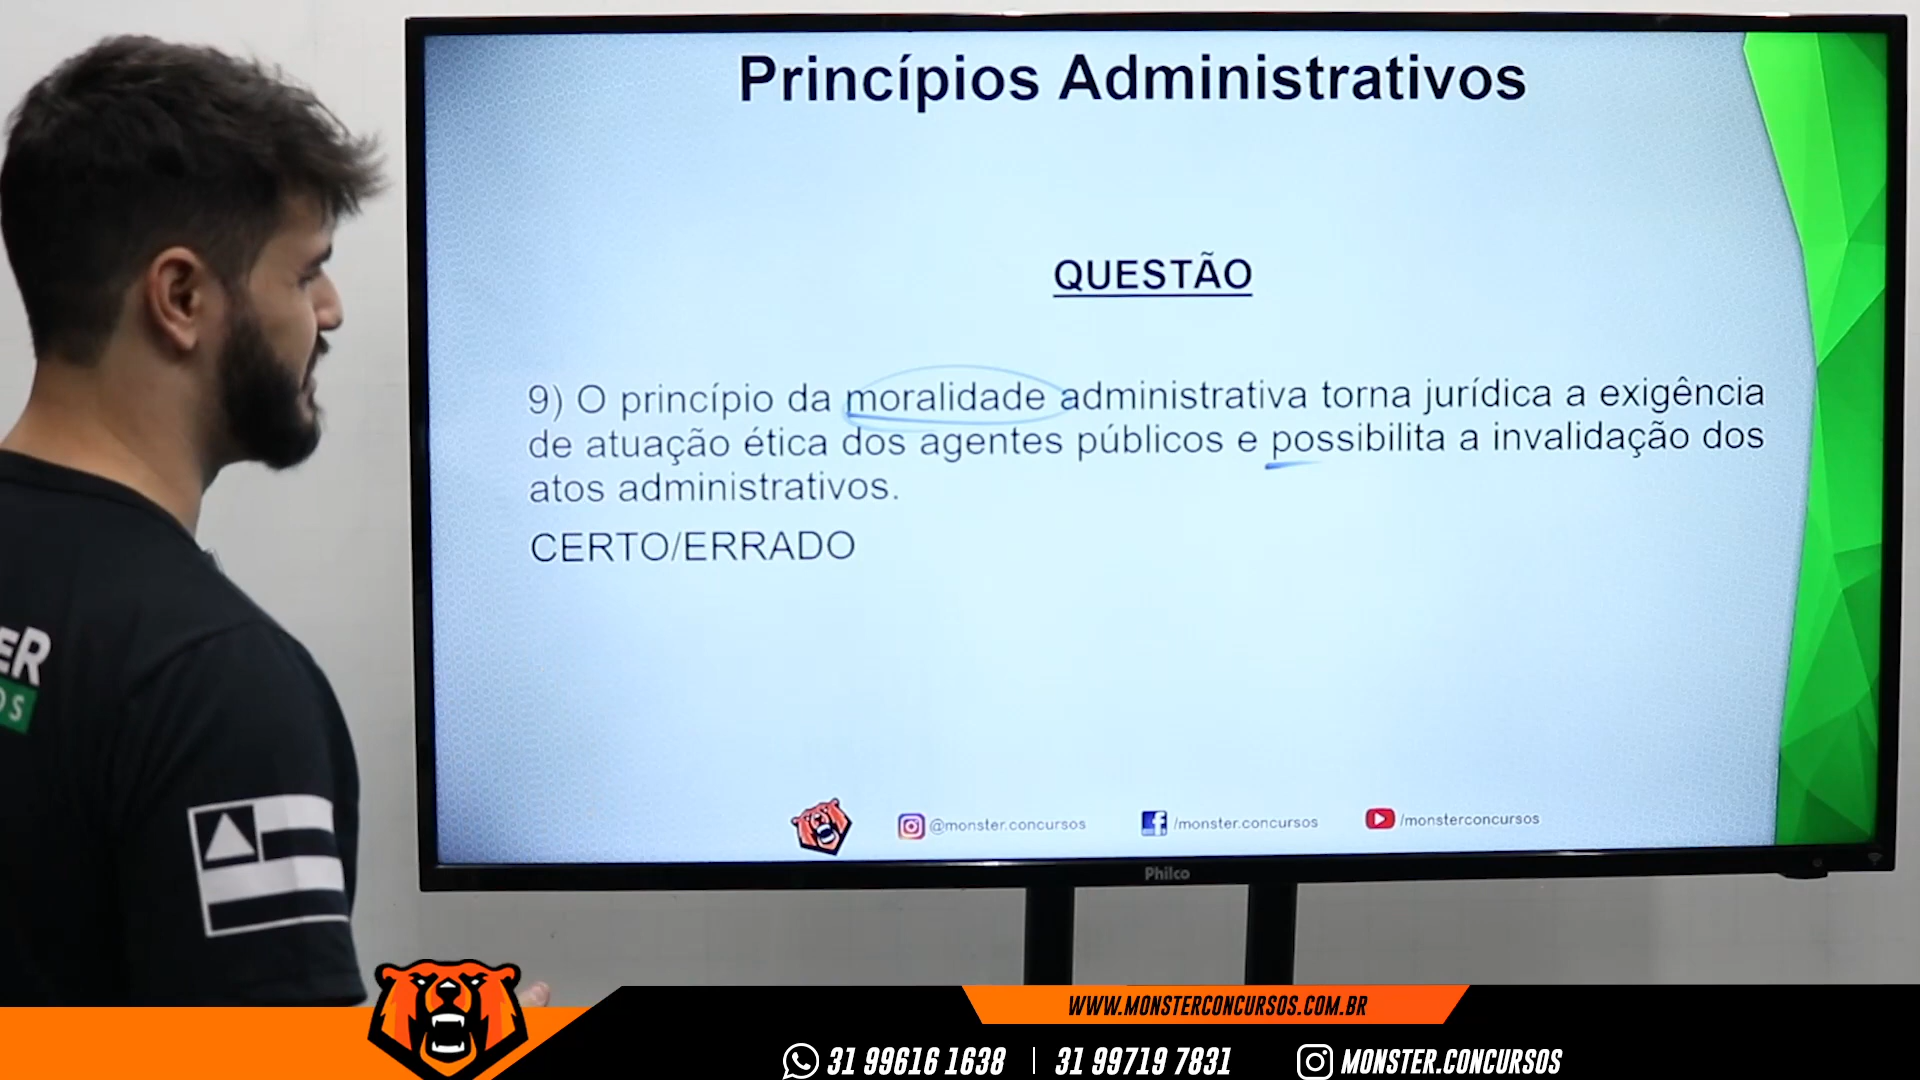 Princípios Administrativos
QUESTÃO
9) O princípio da moralidade administrativa torna jurídica a exigência
de atuação ética dos agentes públicos e possibilita a invalidação dos
atos administrativos.
CERTO/ERRADO
@monster.concursos
/monster.concursos
/monsterconcursos
Philco
ER
OS
WWW.MONSTERCONCURSOS.COM.BR
31 99616 1638 | 31 99719 7831
MONSTER.CONCURSOS